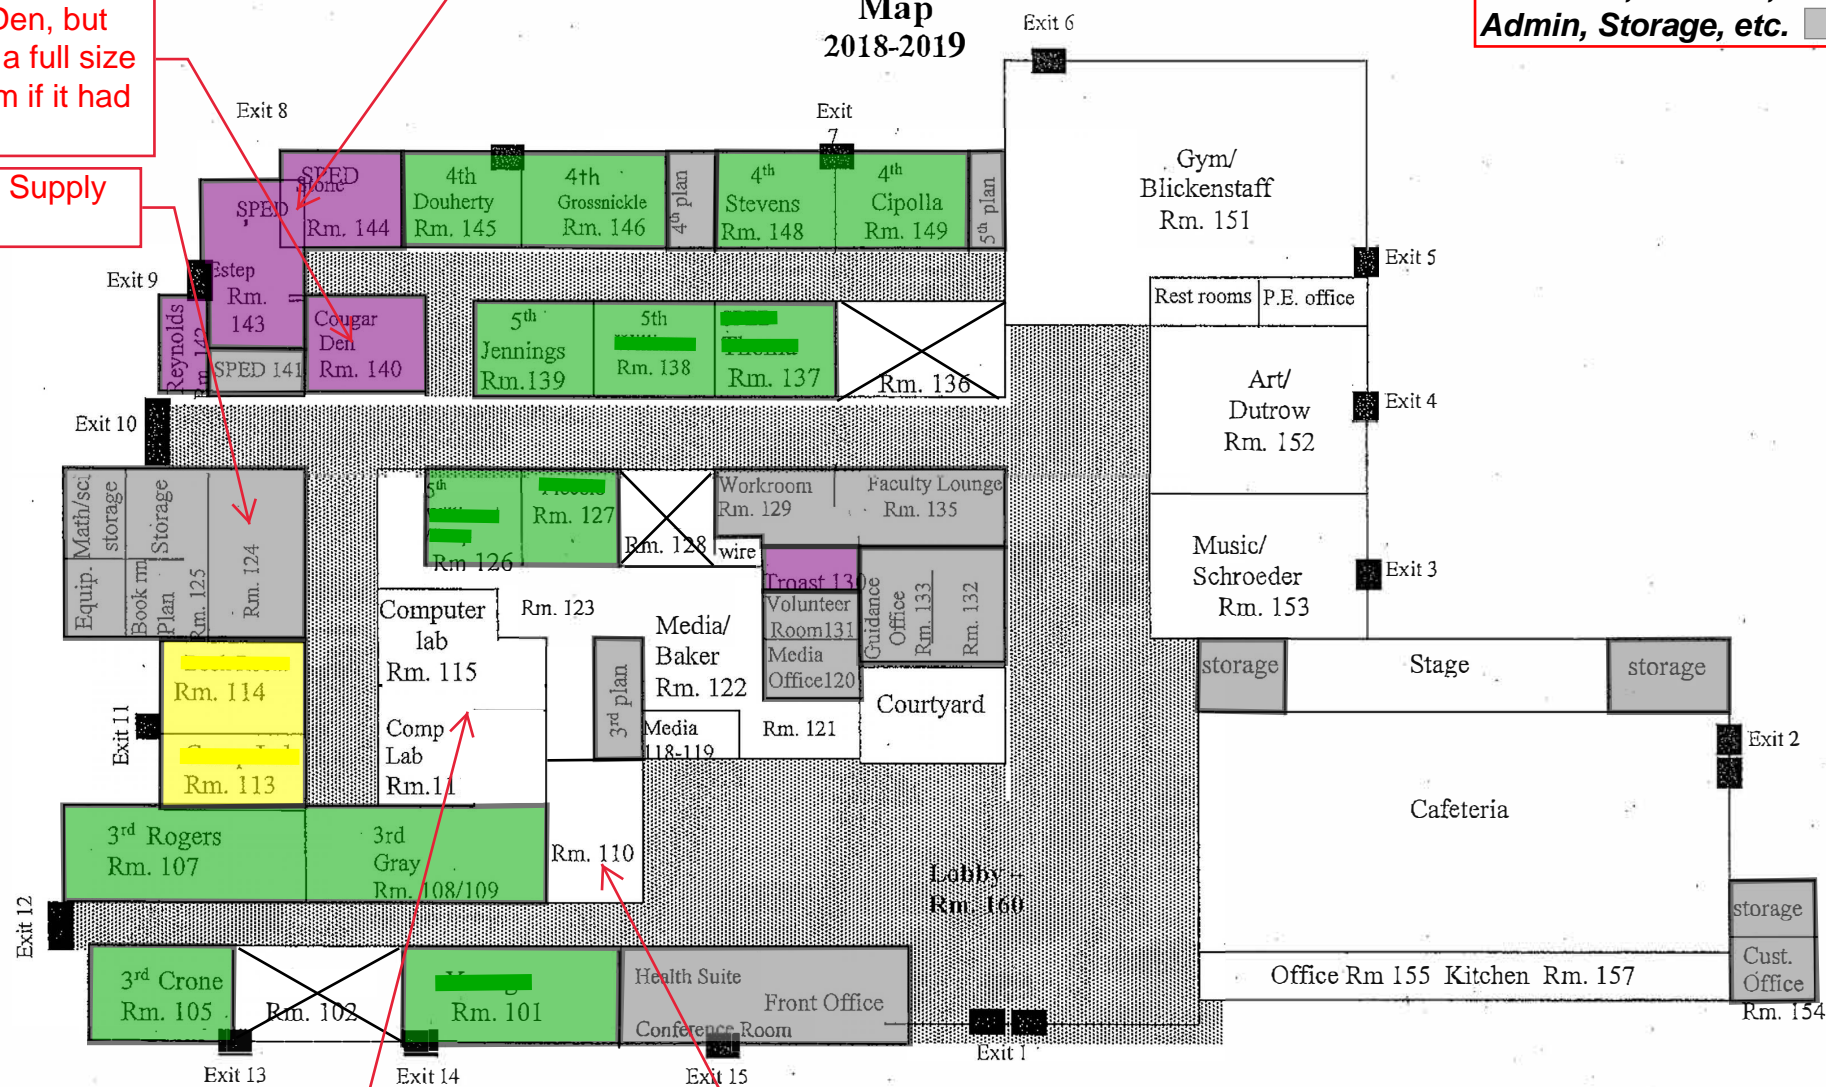 Den, but
a full size
m if it had
Supply
Map
2018-2019
Admin, Storage, etc.
Exit 6
Exit 8
Exit
7
SPED
Stone
Rm. 144
4th
Douherty
Rm. 145
4th
Grossnickle
Rm. 146
4th plan
4th
Stevens
Rm. 148
4th
Cipolla
Rm. 149
5th plan
Gym/
Blickenstaff
Rm. 151
SPED
Estep
Rm.
143
Exit 9
Exit 5
Rest rooms
P.E. office
Reynolds
Rm. 142
SPED 141
Cougar
Den
Rm. 140
5th
Jennings
Rm.139
5th
Rm. 138
Rm. 137
Rm. 136
Art/
Dutrow
Rm. 152
Exit 4
Exit 10
Math/sci
storage
Storage
Equip.
Book rm
Plan
Rm. 125
Rm. 124
5th
Rm 126
Rm. 127
Rm. 128
Workroom
Rm. 129
Faculty Lounge
Rm. 135
wire
Troast 130
Volunteer
Room131
Media
Office120
Guidance
Office
Rm. 133
Rm. 132
Music/
Schroeder
Rm. 153
Exit 3
Computer
lab
Rm. 115
Rm. 123
Media/
Baker
Rm. 122
3rd plan
Media
118-119
Rm. 121
Courtyard
storage
Stage
storage
Rm. 114
Exit 11
Rm. 113
Comp
Lab
Rm.11
Exit 2
Cafeteria
3rd Rogers
Rm. 107
3rd
Gray
Rm. 108/109
Rm. 110
Lobby –
Rm. 160
Exit 12
storage
3rd Crone
Rm. 105
Rm. 102
Rm. 101
Health Suite
Front Office
Conference Room
Office Rm 155 Kitchen Rm. 157
Cust.
Office
Rm. 154
Exit 1
Exit 13
Exit 14
Exit 15